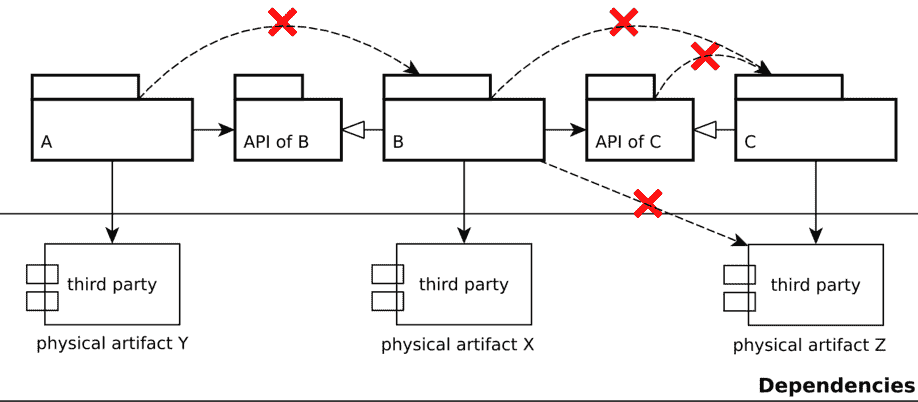 A
API of B
B
API of C
C
third party
third party
third party
physical artifact Y
physical artifact X
physical artifact Z
Dependencies